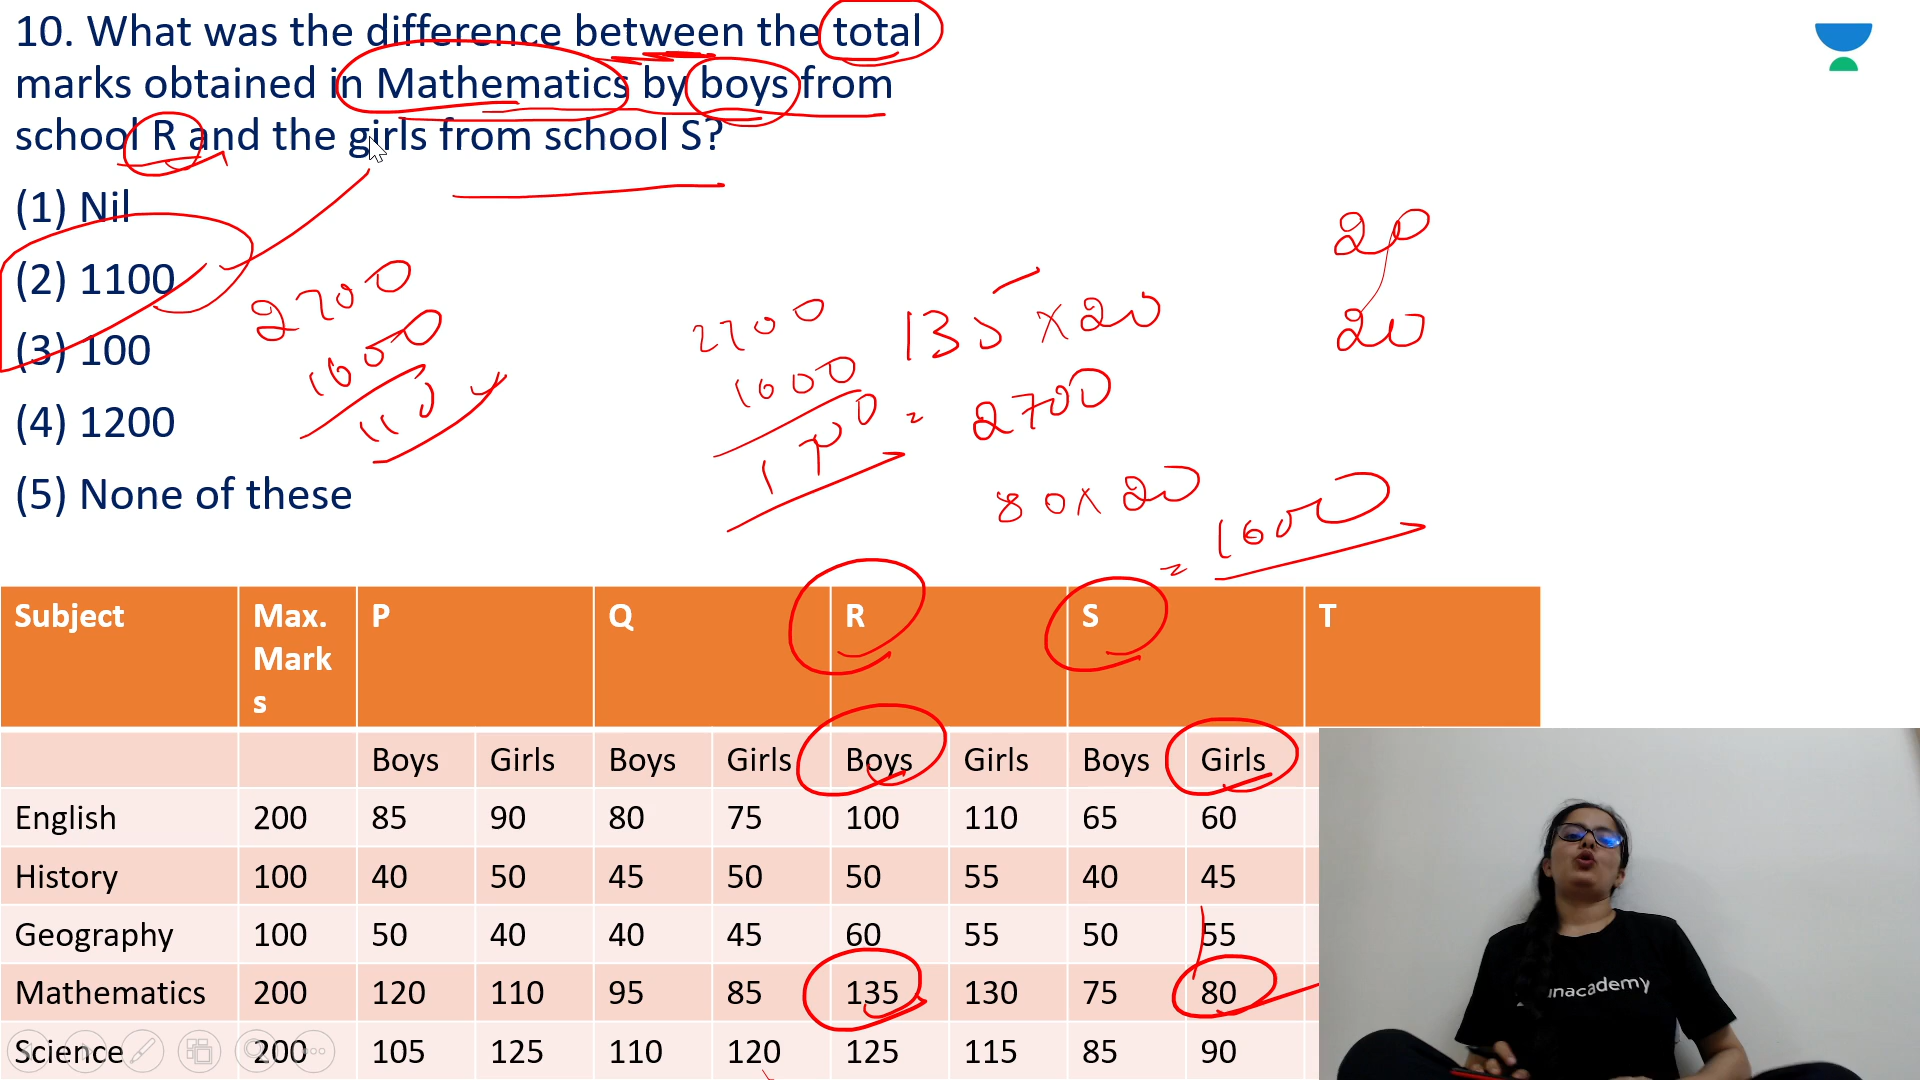 10. What was the difference between the total
marks obtained in Mathematics by boys from
school R and the girls from school S?
(1) Nil
(2) 1100
(3) 100
(4) 1200
(5) None of these
2700
1600
110
2700
1600
135 x 20
= 2700
80 x 20
= 1600
20
20
Subject Max. Marks P Q R S T
Boys Girls Boys Girls Boys Girls Boys Girls
English 200 85 90 80 75 100 110 65 60
History 100 40 50 45 50 50 55 40 45
Geography 100 50 40 40 45 60 55 50 55
Mathematics 200 120 110 95 85 135 130 75 80
Science 200 105 125 110 120 125 115 85 90
unacademy